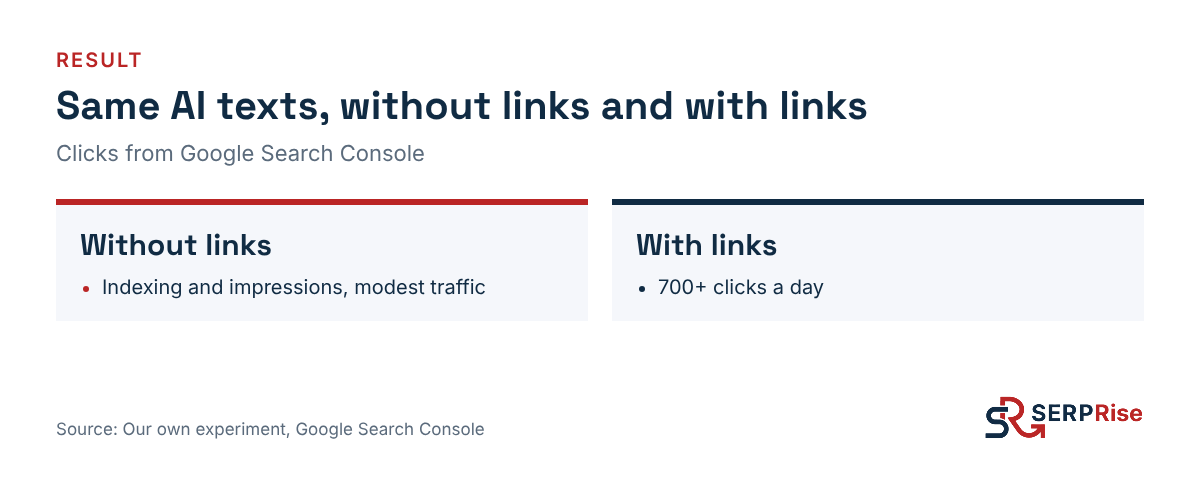 RESULT
Same AI texts, without links and with links
Clicks from Google Search Console
Without links
• Indexing and impressions, modest traffic
With links
• 700+ clicks a day
Source: Our own experiment, Google Search Console
SR SERPRise